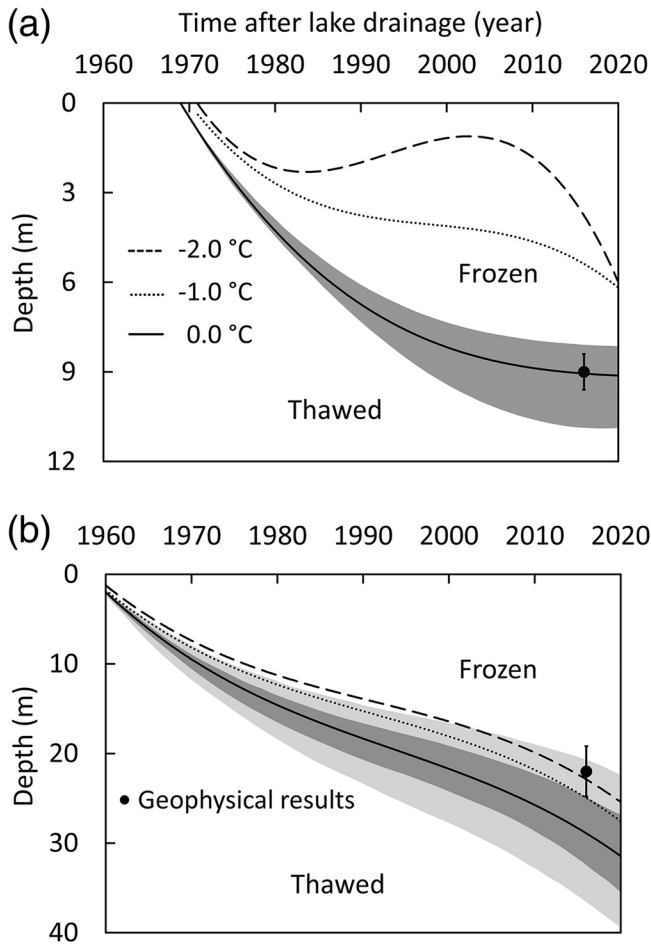 (a) Time after lake drainage (year)
1960 1970 1980 1990 2000 2010 2020
0
3
6
9
12
Depth (m)
-2.0 °C
-1.0 °C
0.0 °C
Frozen
Thawed
(b) 1960 1970 1980 1990 2000 2010 2020
0
10
20
30
40
Depth (m)
Frozen
Geophysical results
Thawed